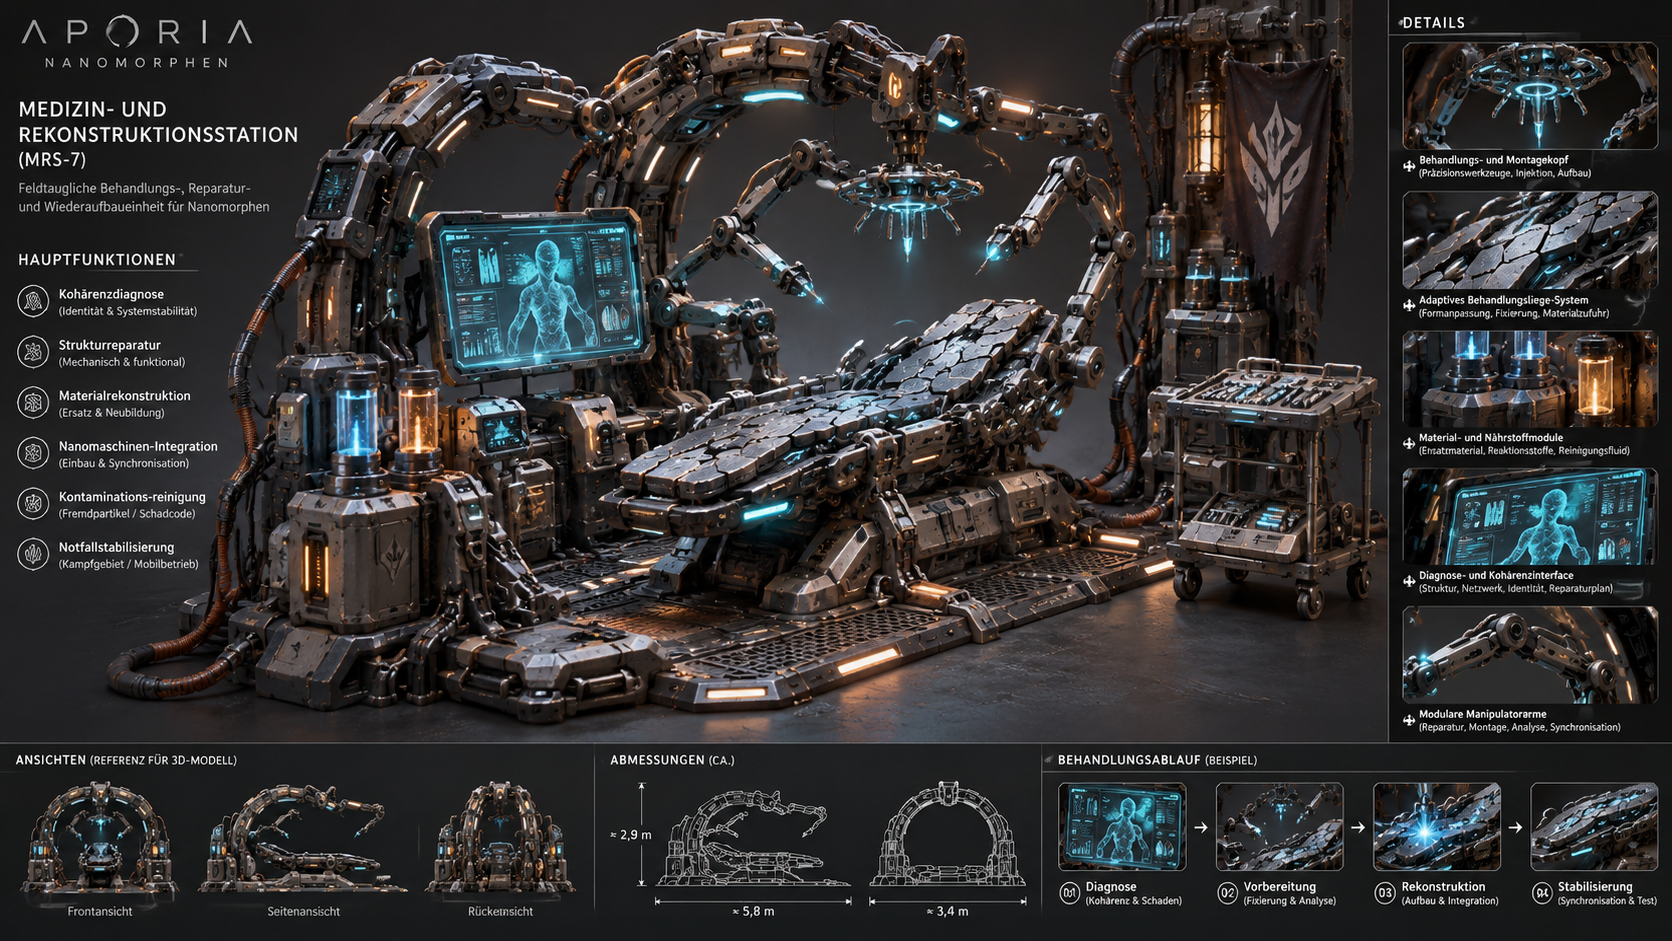 APORIA
NANOMORPHEN
MEDIZIN- UND
REKONSTRUKTIONSSTATION
(MRS-7)
Feldtaugliche Behandlungs-, Reparatur-
und Wiederaufbaueinheit für Nanomorphen
HAUPTFUNKTIONEN
Kohärenzdiagnose
(Identität & Systemstabilität)
Strukturreparatur
(Mechanisch & funktional)
Materialrekonstruktion
(Ersatz & Neubildung)
Nanomaschinen-Integration
(Einbau & Synchronisation)
Kontaminations-reinigung
(Fremdpartikel / Schadcode)
Notfallstabilisierung
(Kampfgebiet / Mobilbetrieb)
DETAILS
Behandlungs- und Montagekopf
(Präzisionswerkzeuge, Injektion, Aufbau)
Adaptives Behandlungsliege-System
(Formanpassung, Fixierung, Materialzufuhr)
Material- und Nährstoffmodule
(Ersatzmaterial, Reaktionsstoffe, Reinigungsfluid)
Diagnose- und Kohärenzinterface
(Struktur, Netzwerk, Identität, Reparaturplan)
Modulare Manipulatorarme
(Reparatur, Montage, Analyse, Synchronisation)
ANSICHTEN (REFERENZ FÜR 3D-MODELL)
Frontansicht
Seitenansicht
Rückensicht
ABMESSUNGEN (CA.)
≈ 2,9 m
≈ 5,8 m
≈ 3,4 m
BEHANDLUNGSABLAUF (BEISPIEL)
01 Diagnose
(Kohärenz & Schaden)
02 Vorbereitung
(Fixierung & Analyse)
03 Rekonstruktion
(Aufbau & Integration)
04 Stabilisierung
(Synchronisation & Test)